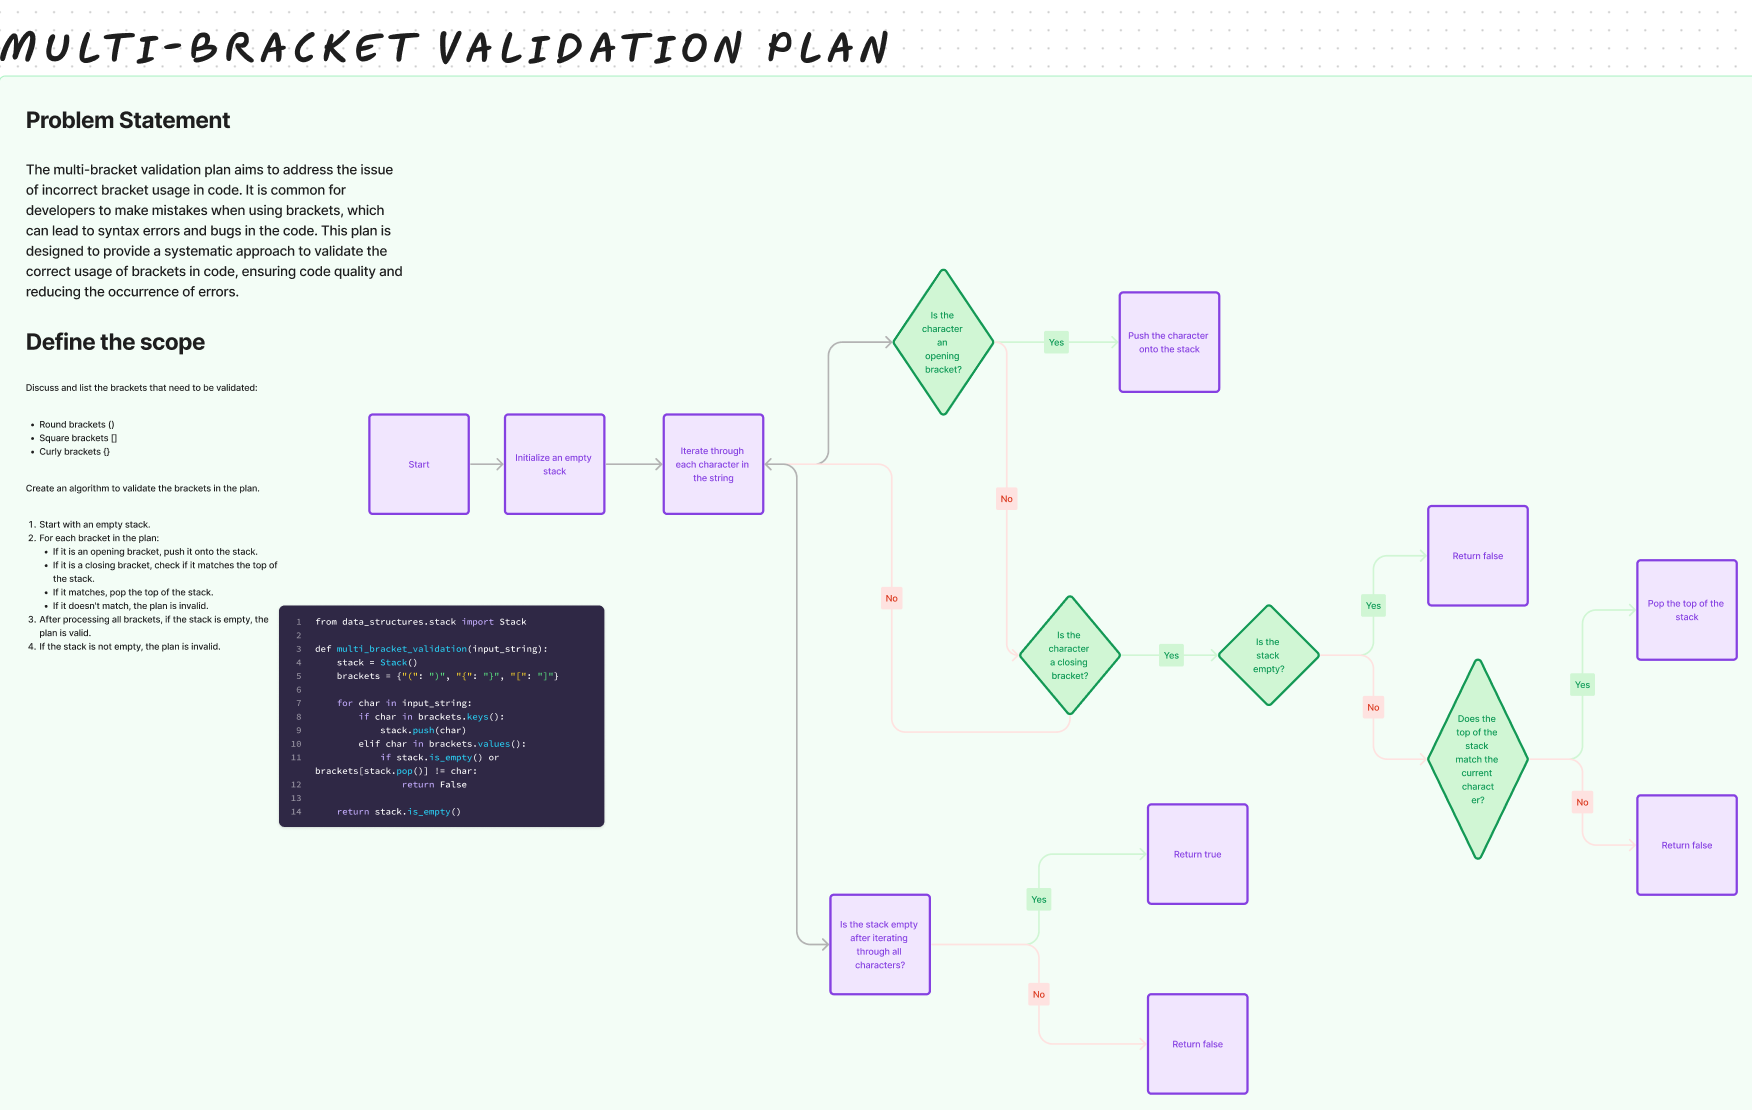 MULTI-BRACKET VALIDATION PLAN
Problem Statement
The multi-bracket validation plan aims to address the issue
of incorrect bracket usage in code. It is common for
developers to make mistakes when using brackets, which
can lead to syntax errors and bugs in the code. This plan is
designed to provide a systematic approach to validate the
correct usage of brackets in code, ensuring code quality and
reducing the occurrence of errors.
Define the scope
Discuss and list the brackets that need to be validated:
• Round brackets ()
• Square brackets []
• Curly brackets {}
Create an algorithm to validate the brackets in the plan.
1. Start with an empty stack.
2. For each bracket in the plan:
• If it is an opening bracket, push it onto the stack.
• If it is a closing bracket, check if it matches the top of
the stack.
• If it matches, pop the top of the stack.
• If it doesn't match, the plan is invalid.
3. After processing all brackets, if the stack is empty, the
plan is valid.
4. If the stack is not empty, the plan is invalid.
1 from data_structures.stack import Stack
2
3 def multi_bracket_validation(input_string):
4     stack = Stack()
5     brackets = {"(": ")", "{": "}", "[": "]"}
6
7     for char in input_string:
8         if char in brackets.keys():
9             stack.push(char)
10         elif char in brackets.values():
11             if stack.is_empty() or
brackets[stack.pop()] != char:
12                 return False
13
14     return stack.is_empty()
Start
Initialize an empty
stack
Iterate through
each character in
the string
Is the
character
an
opening
bracket?
Yes
Push the character
onto the stack
No
No
Is the
character
a closing
bracket?
Yes
Is the
stack
empty?
Yes
Return false
No
Does the
top of the
stack
match the
current
charact
er?
Yes
Pop the top of the
stack
No
Return false
Is the stack empty
after iterating
through all
characters?
Yes
Return true
No
Return false